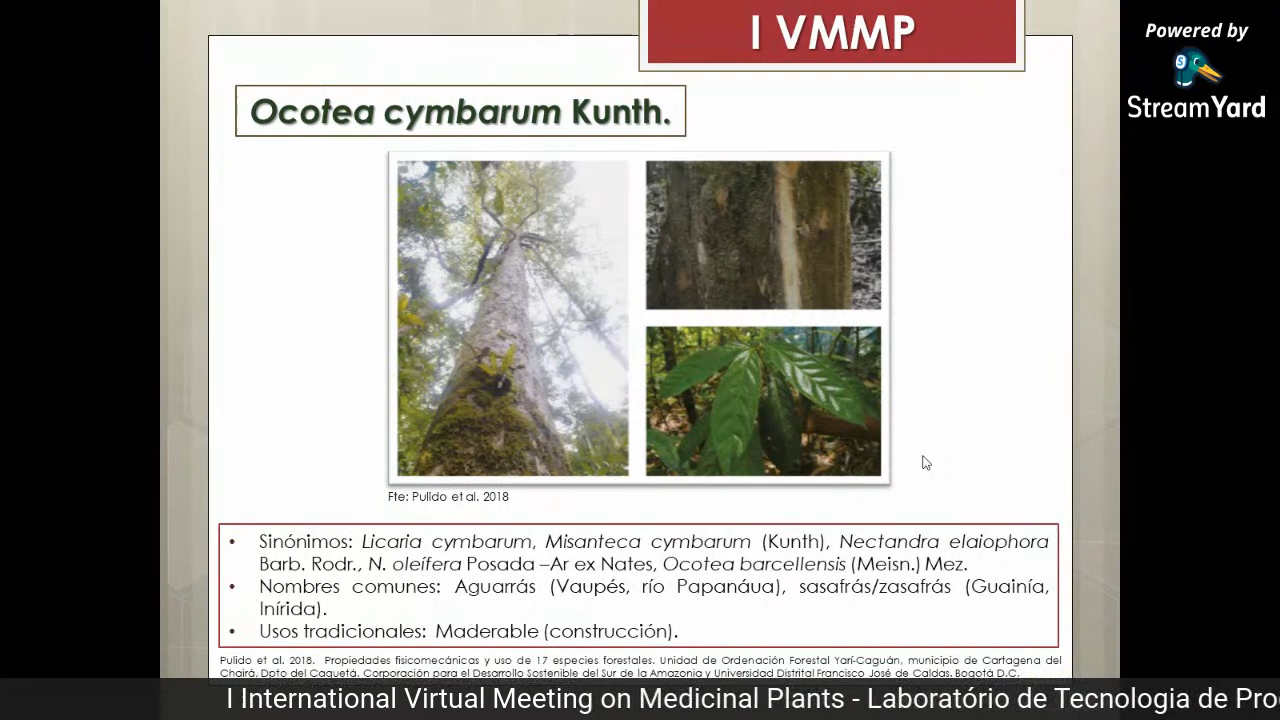 I VMMP
Powered by
StreamYard
Ocotea cymbarum Kunth.
Fte: Pulido et al. 2018
• Sinónimos: Licaria cymbarum, Misanteca cymbarum (Kunth), Nectandra elaiophora
Barb. Rodr., N. oleífera Posada –Ar ex Nates, Ocotea barcellensis (Meisn.) Mez.
• Nombres comunes: Aguarrás (Vaupés, río Papanáua), sasafrás/zasafrás (Guainía,
Inírida).
• Usos tradicionales: Maderable (construcción).
Pulido et al. 2018. Propiedades fisicomecánicas y uso de 17 especies forestales. Unidad de Ordenación Forestal Yarí-Caguán, municipio de Cartagena del
Chairá, Dpto del Caquetá. Corporación para el Desarrollo Sostenible del Sur de la Amazonia y Universidad Distrital Francisco José de Caldas. Bogotá D.C.
I International Virtual Meeting on Medicinal Plants - Laboratório de Tecnologia de Pro